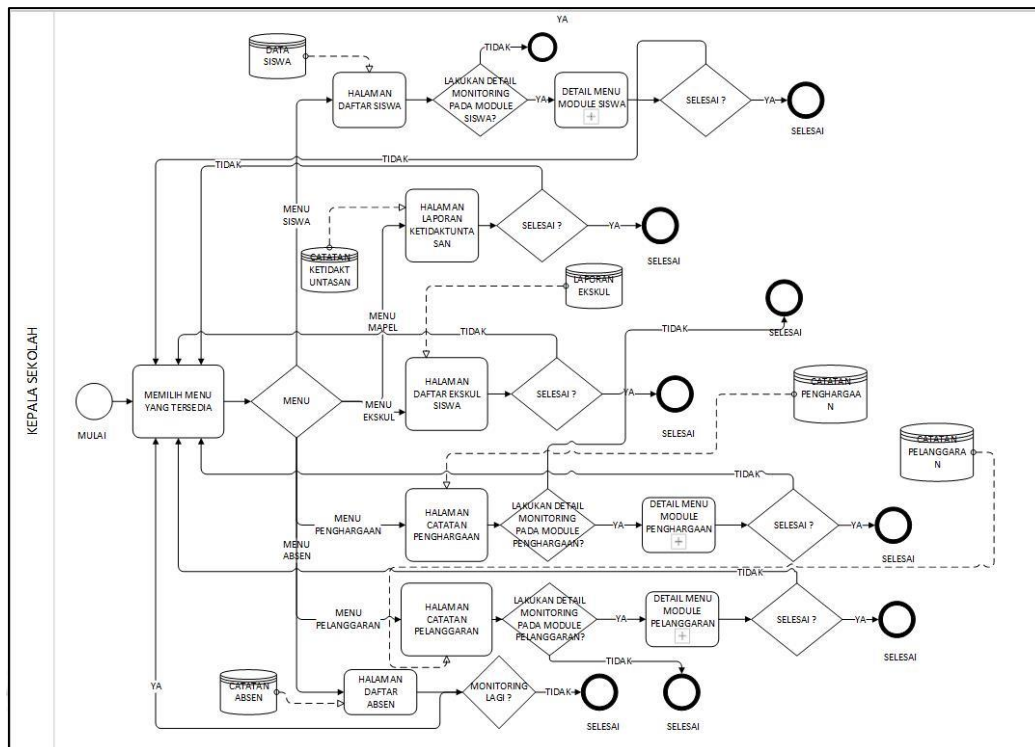 KEPALA SEKOLAH
YA
DATA
SISWA
TIDAK
HALAMAN
DAFTAR SISWA
LAKUKAN DETAIL
MONITORING
PADA MODULE
SISWA?
YA
DETAIL MENU
MODULE SISWA
SELESAI ?
YA
SELESAI
TIDAK
TIDAK
MENU
SISWA
HALAMAN
LAPORAN
KETIDAKTUNTA
SAN
SELESAI ?
YA
SELESAI
CATATAN
KETIDAKT
UNTASAN
LAPORAN
EKSKUL
MENU
MAPEL
TIDAK
TIDAK
SELESAI
MULAI
MEMILIH MENU
YANG TERSEDIA
MENU
MENU
EKSKUL
HALAMAN
DAFTAR EKSKUL
SISWA
SELESAI ?
YA
SELESAI
CATATAN
PENGHARGAA
N
CATATAN
PELANGGARA
N
TIDAK
MENU
PENGHARGAAN
HALAMAN
CATATAN
PENGHARGAAN
LAKUKAN DETAIL
MONITORING
PADA MODULE
PENGHARGAAN?
YA
DETAIL MENU
MODULE
PENGHARGAAN
SELESAI ?
YA
SELESAI
MENU
ABSEN
TIDAK
MENU
PELANGGARAN
HALAMAN
CATATAN
PELANGGARAN
LAKUKAN DETAIL
MONITORING
PADA MODULE
PELANGGARAN?
YA
DETAIL MENU
MODULE
PELANGGARAN
SELESAI ?
YA
SELESAI
TIDAK
YA
CATATAN
ABSEN
HALAMAN
DAFTAR
ABSEN
MONITORING
LAGI ?
TIDAK
SELESAI
SELESAI